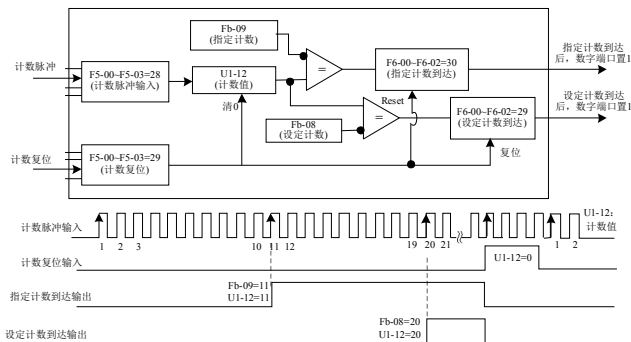 Fb-09
(指定计数)
指定计数到达
后，数字端口置1
计数脉冲
F5-00~F5-03=28
(计数脉冲输入)
U1-12
(计数值)
=
F6-00~F6-02=30
(指定计数到达)
清0
Reset
设定计数到达
后，数字端口置1
Fb-08
(设定计数)
=
F6-00~F6-02=29
(设定计数到达)
计数复位
F5-00~F5-03=29
(计数复位)
复位
计数脉冲输入
1 2 3 10 11 12 19 20 21 1 2
U1-12：
计数值
计数复位输入
U1-12=0
指定计数到达输出
Fb-09=11
U1-12=11
设定计数到达输出
Fb-08=20
U1-12=20